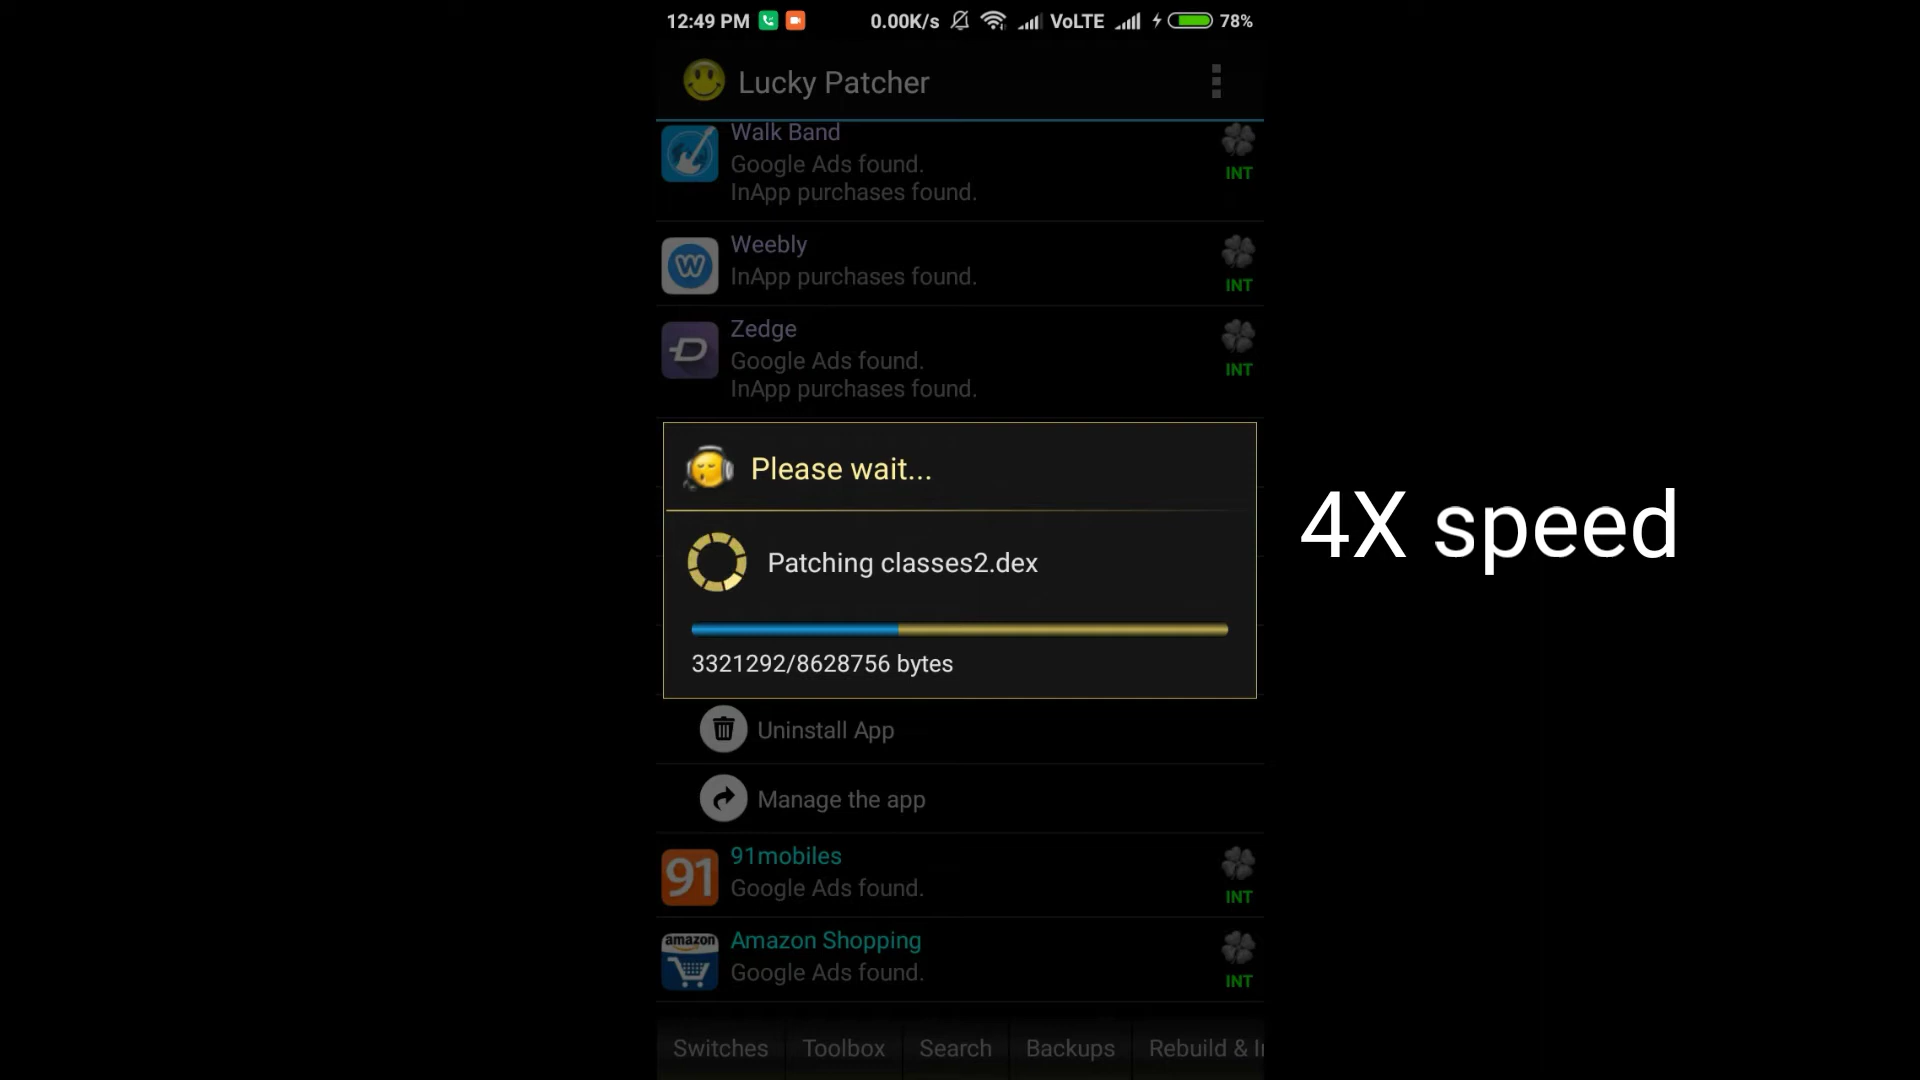 12:49 PM 0.00K/s VoLTE 78%
Lucky Patcher
Walk Band
Google Ads found.
InApp purchases found.
INT
Weebly
InApp purchases found.
INT
Zedge
Google Ads found.
InApp purchases found.
INT
Please wait...
Patching classes2.dex
3321292/8628756 bytes
4X speed
Uninstall App
Manage the app
91
91mobiles
Google Ads found.
INT
amazon
Amazon Shopping
Google Ads found.
INT
Switches Toolbox Search Backups Rebuild & I